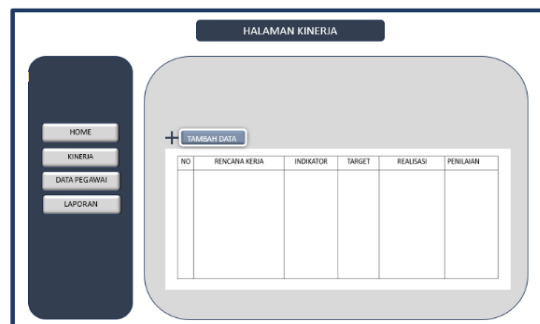 HALAMAN KINERJA
HOME
KINERJA
DATA PEGAWAI
LAPORAN
TAMBAH DATA
NO RENCANA KERJA INDIKATOR TARGET REALISASI PENILAIAN